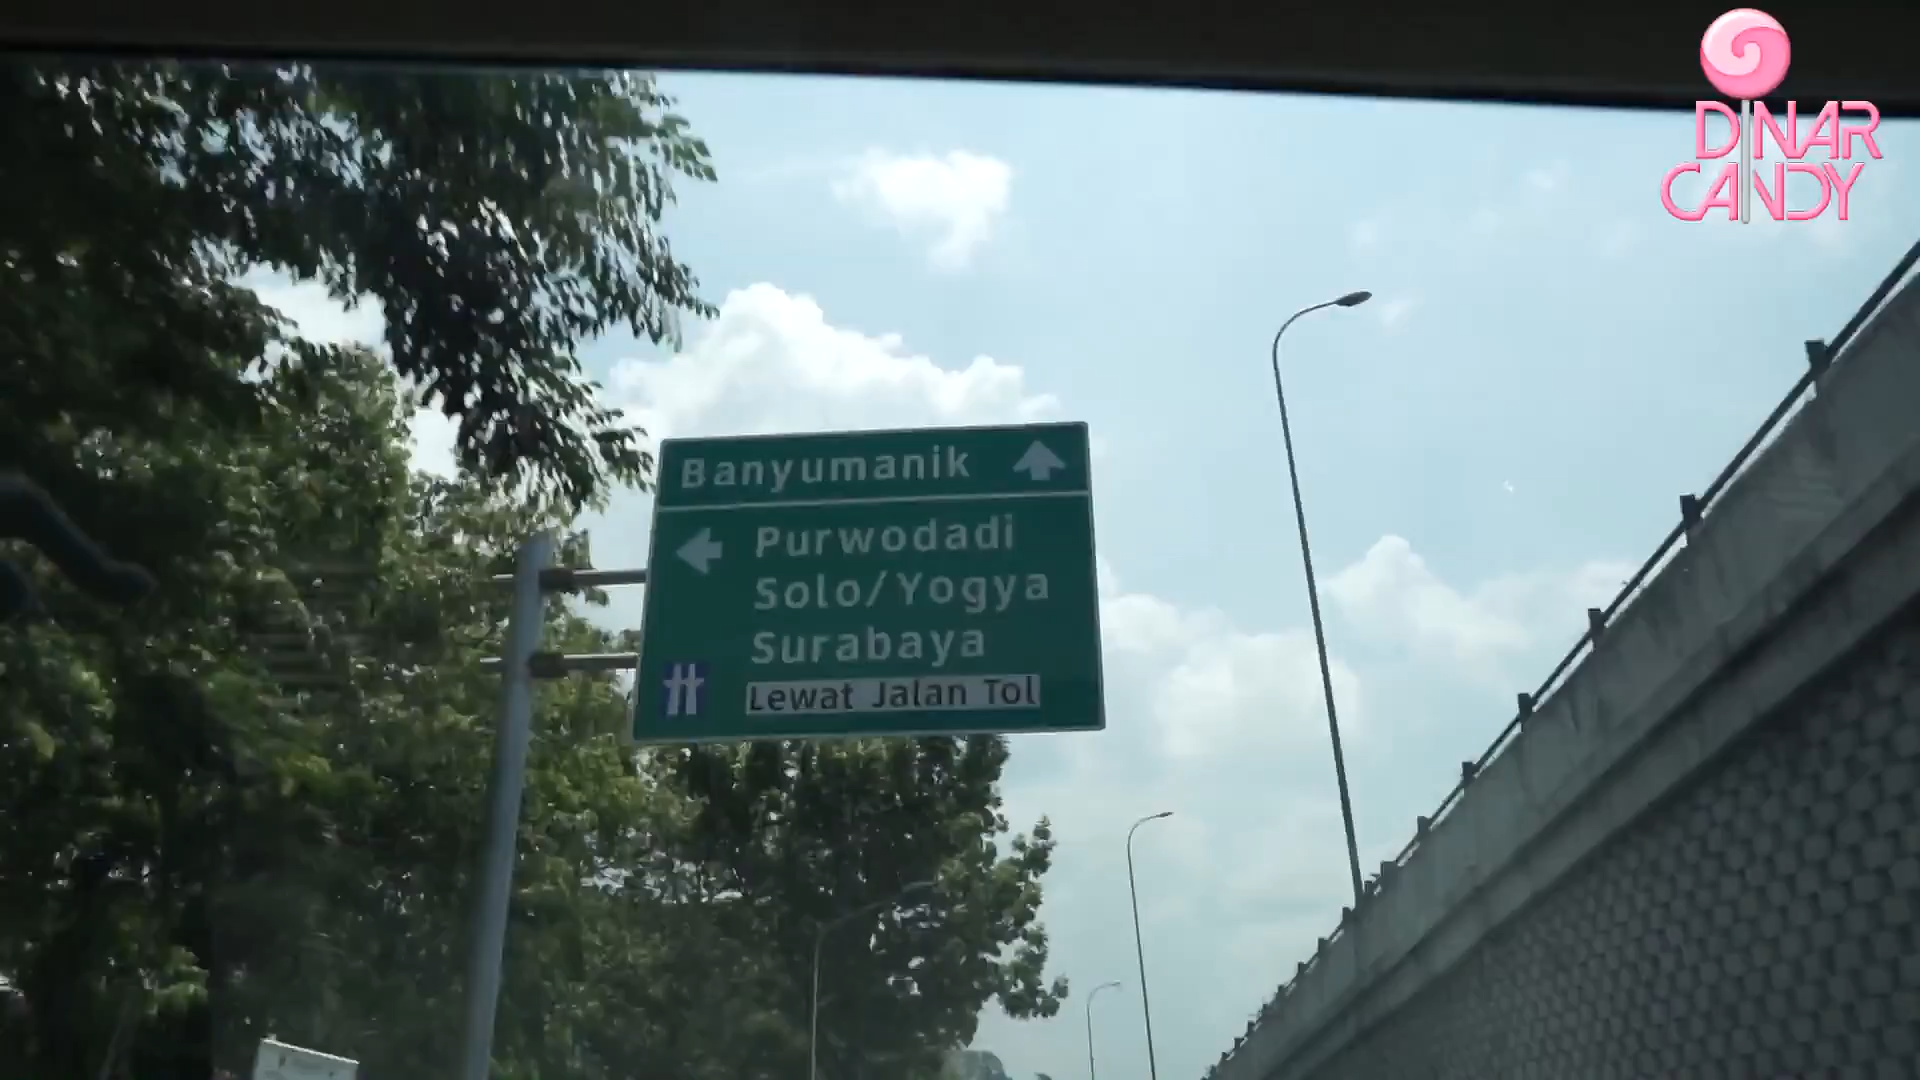 DINAR
CANDY
Banyumanik
Purwodadi
Solo/Yogya
Surabaya
Lewat Jalan Tol